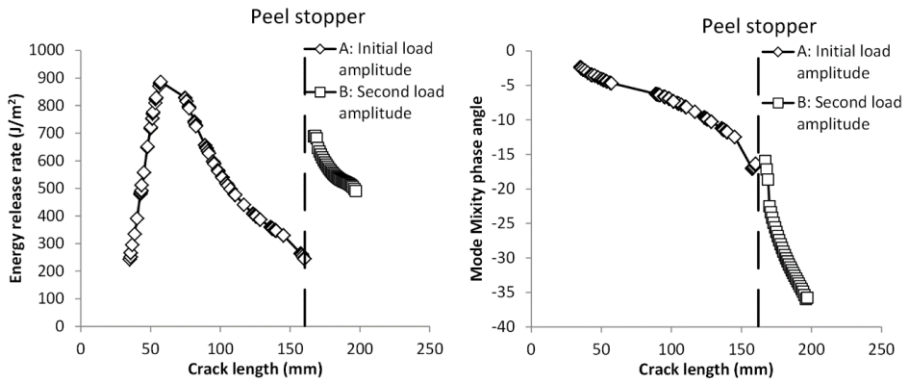 Peel stopper
A: Initial load
amplitude
B: Second load
amplitude
1000
900
800
700
600
500
400
300
200
100
0
Energy release rate (J/m²)
0 50 100 150 200 250
Crack length (mm)
Peel stopper
A: Initial load
amplitude
B: Second load
amplitude
0
-5
-10
-15
-20
-25
-30
-35
-40
Mode Mixity phase angle
0 50 100 150 200 250
Crack length (mm)